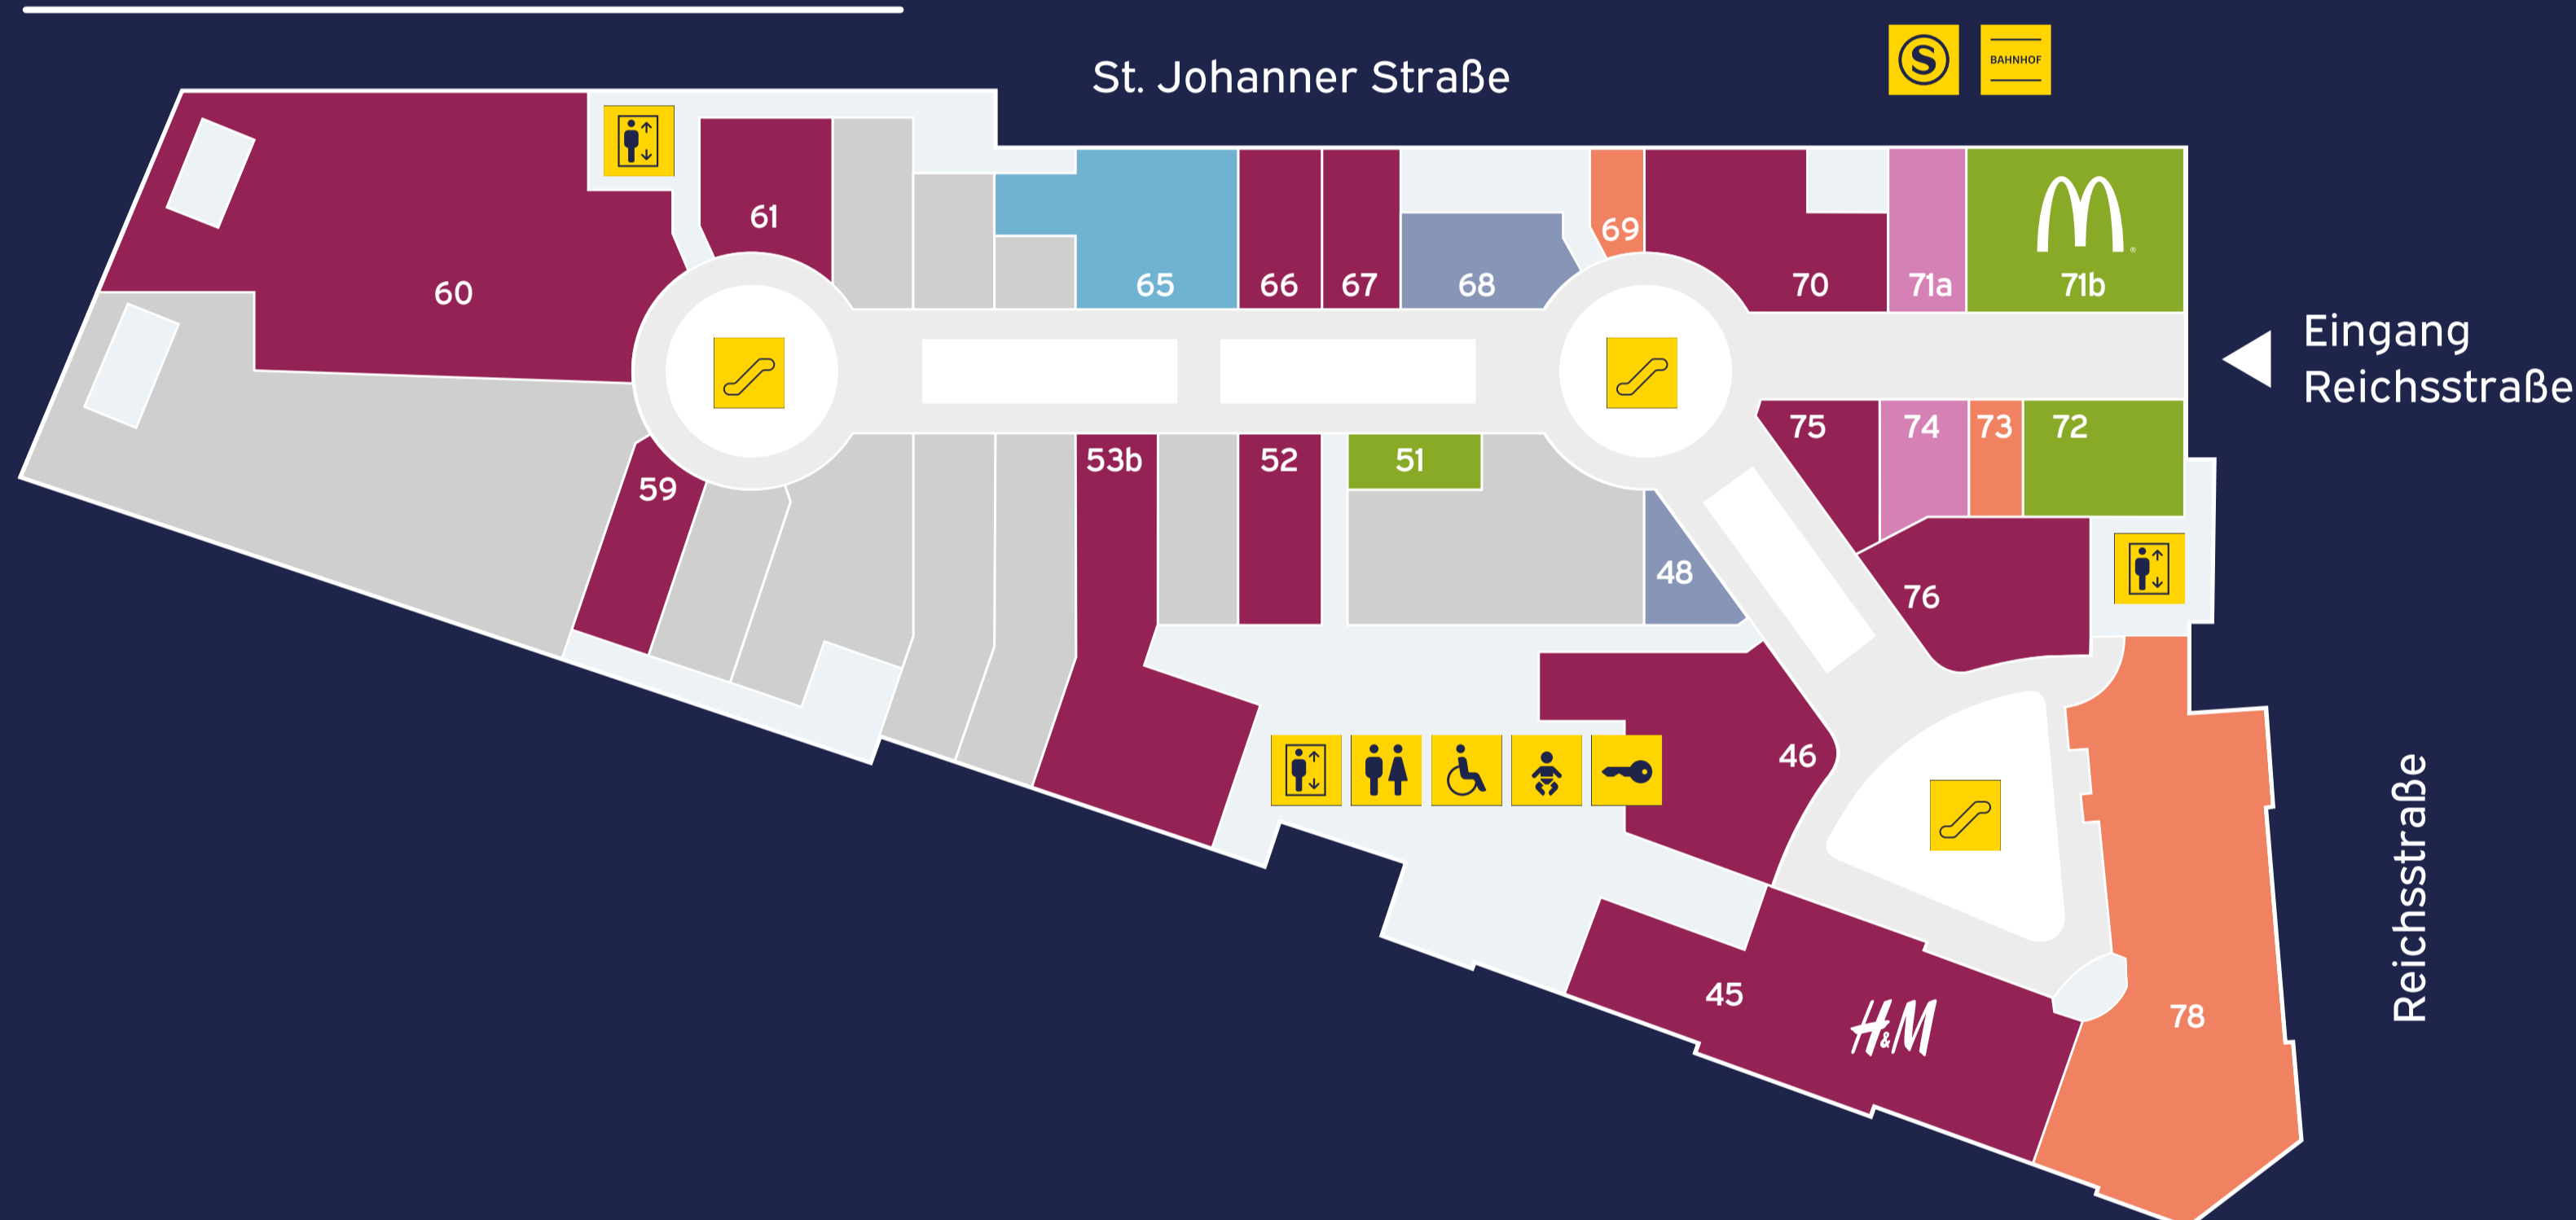 St. Johanner Straße
S
BAHNHOF
61
69
60
65
66
67
68
70
71a
71b
®
Eingang
Reichsstraße
53b
52
51
75
74
73
72
59
48
76
46
Reichsstraße
45
H&M
78